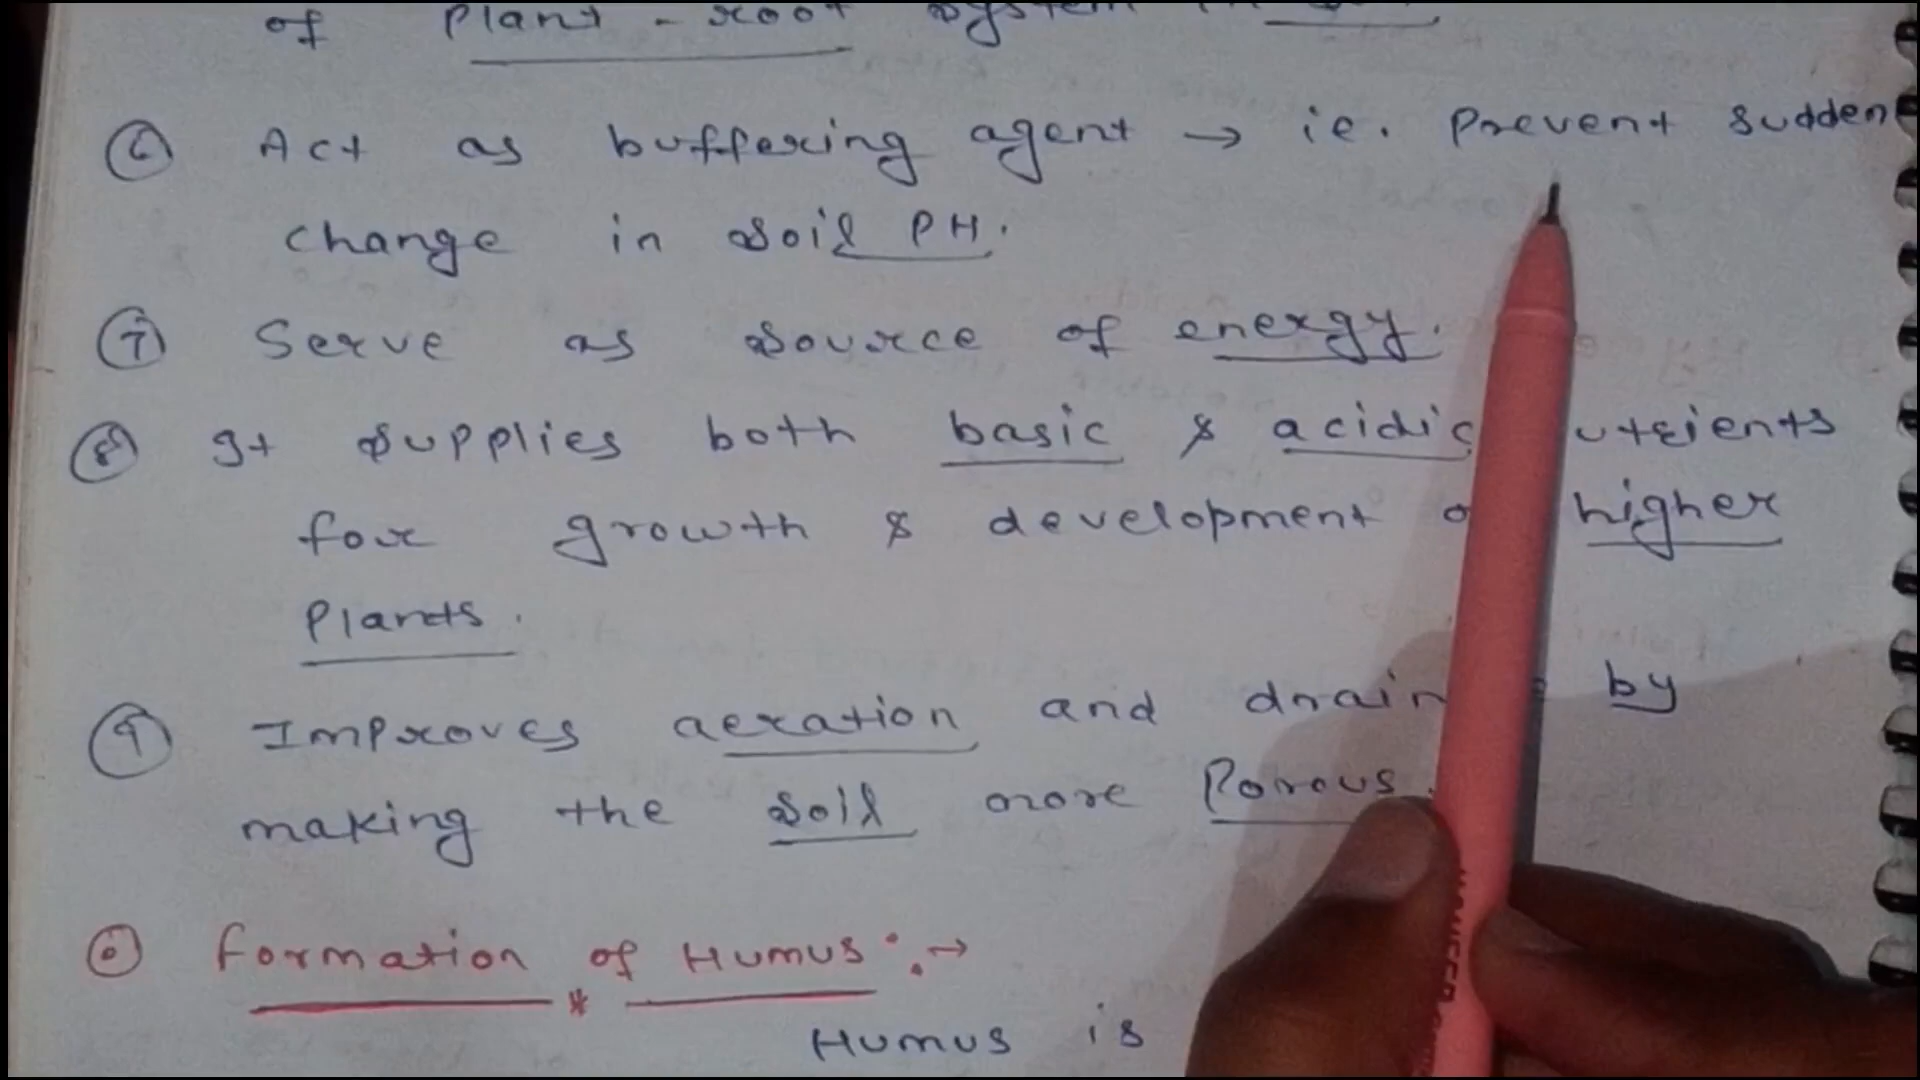 of Plant - root system in
⑥ Act as buffering agent → ie. Prevent sudden
change in soil PH.
⑦ Serve as source of energy.
⑧ It supplies both basic & acidic
for growth & development higher
Plants.
⑨ Improves aeration and by
making the soil more Porous.
Formation of Humus :→
Humus is